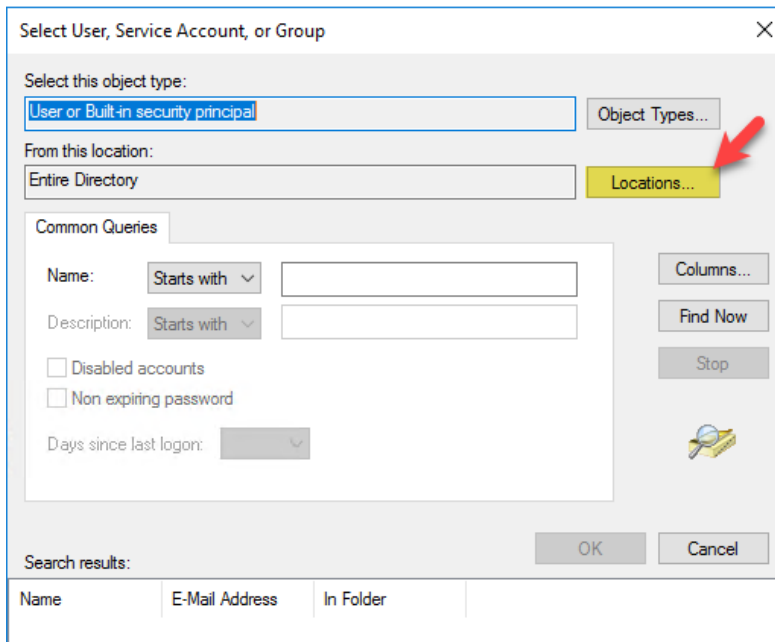 Select User, Service Account, or Group
Select this object type:
User or Built-in security principal
Object Types...
From this location:
Entire Directory
Locations...
Common Queries
Name:
Starts with
Columns...
Description:
Starts with
Find Now
Disabled accounts
Stop
Non expiring password
Days since last logon:
OK
Cancel
Search results:
Name E-Mail Address In Folder